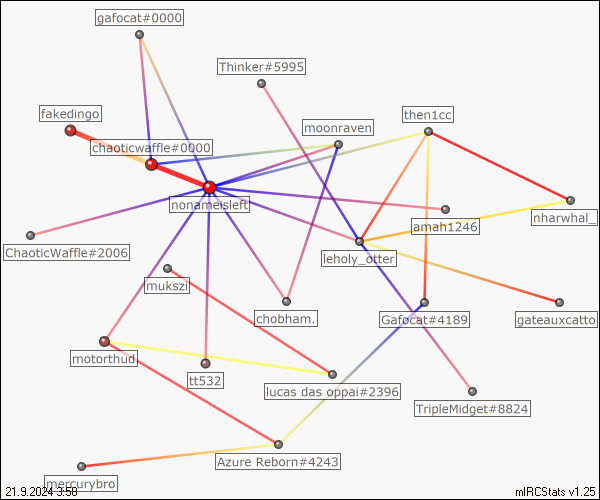 gafocat#0000
Thinker#5995
fakedingo
then1cc
moonraven
chaoticwaffle#0000
nonameisleft
nharwhal_
amah1246
ChaoticWaffle#2006
leholy_otter
mukszi
chobham.
Gafocat#4189
gateauxcatto
motorthud
tt532
lucas das oppai#2396
TripleMidget#8824
Azure Reborn#4243
mercurybro
21.9.2024 3:58
mIRCStats v1.25